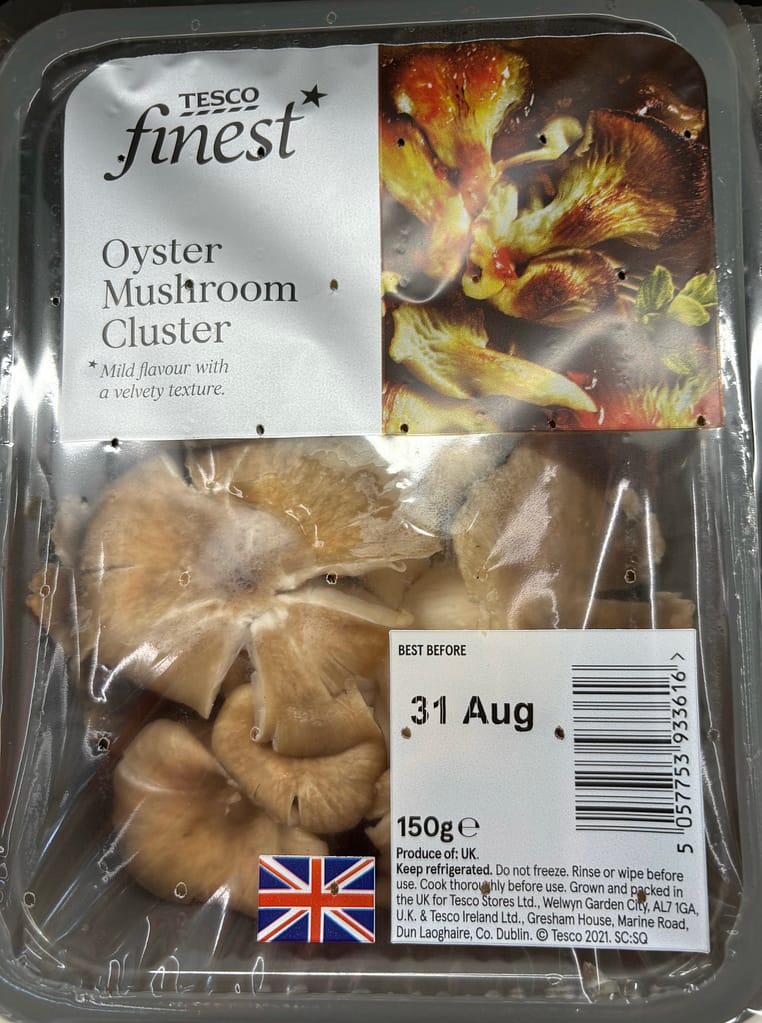 TESCO
finest*
Oyster
Mushroom
Cluster
*Mild flavour with
a velvety texture.
BEST BEFORE
31 Aug
150g ℮
Produce of: UK.
Keep refrigerated. Do not freeze. Rinse or wipe before
use. Cook thoroughly before use. Grown and packed in
the UK for Tesco Stores Ltd., Welwyn Garden City, AL7 1GA,
U.K. & Tesco Ireland Ltd., Gresham House, Marine Road,
Dun Laoghaire, Co. Dublin. © Tesco 2021. SC:SQ
5 057753 933616 >